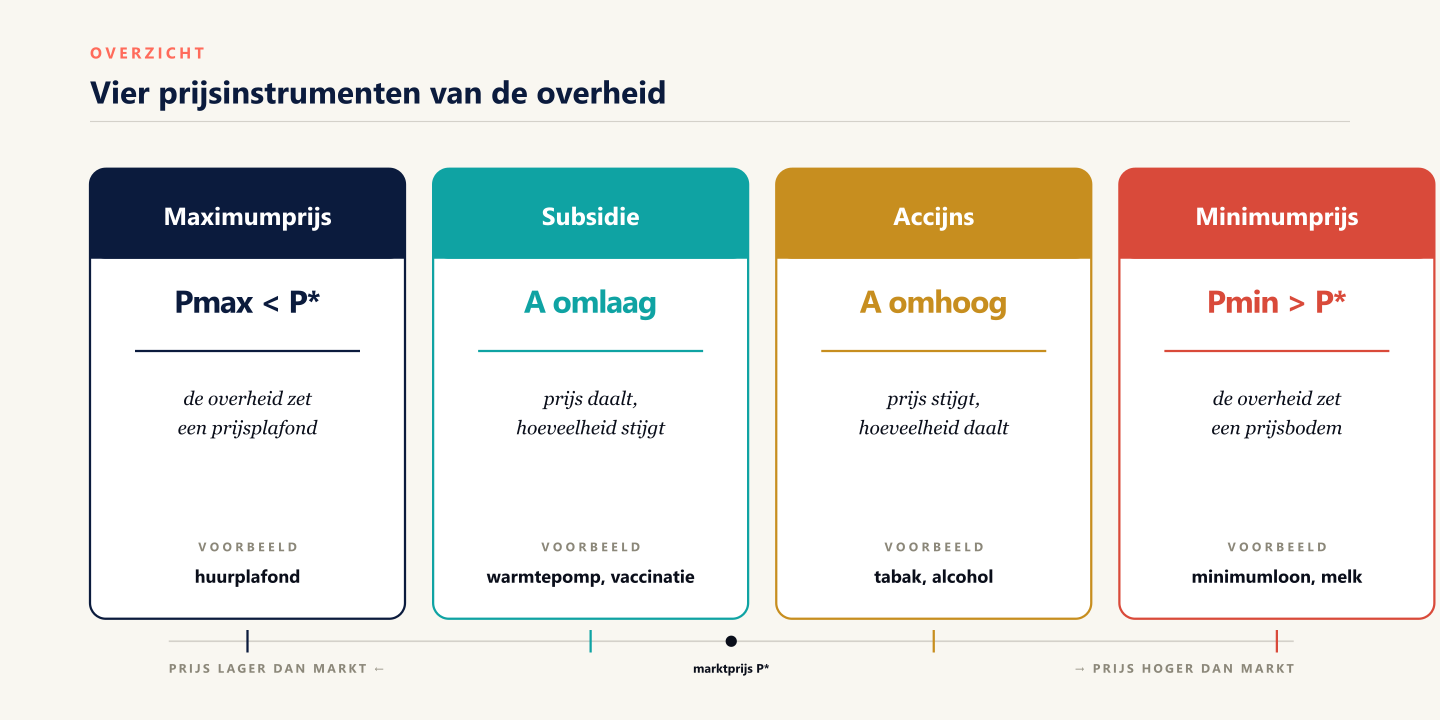 OVERZICHT
Vier prijsinstrumenten van de overheid
Maximumprijs
Pmax < P*
de overheid zet
een prijsplafond
VOORBEELD
huurplafond
Subsidie
A omlaag
prijs daalt,
hoeveelheid stijgt
VOORBEELD
warmtepomp, vaccinatie
Accijns
A omhoog
prijs stijgt,
hoeveelheid daalt
VOORBEELD
tabak, alcohol
Minimumprijs
Pmin > P*
de overheid zet
een prijsbodem
VOORBEELD
minimumloon, melk
PRIJS LAGER DAN MARKT ←
marktprijs P*
→ PRIJS HOGER DAN MARKT